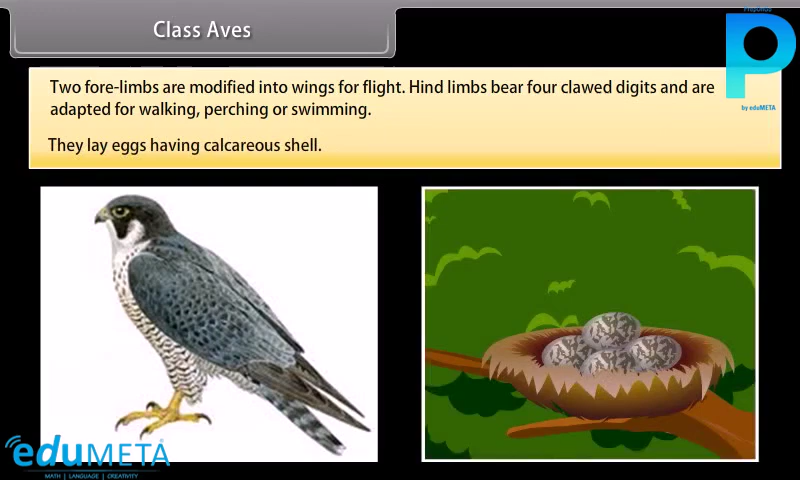 Class Aves
Two fore-limbs are modified into wings for flight. Hind limbs bear four clawed digits and are
adapted for walking, perching or swimming.
They lay eggs having calcareous shell.
P
by eduMETA
eduMETA
MATH | LANGUAGE | CREATIVITY